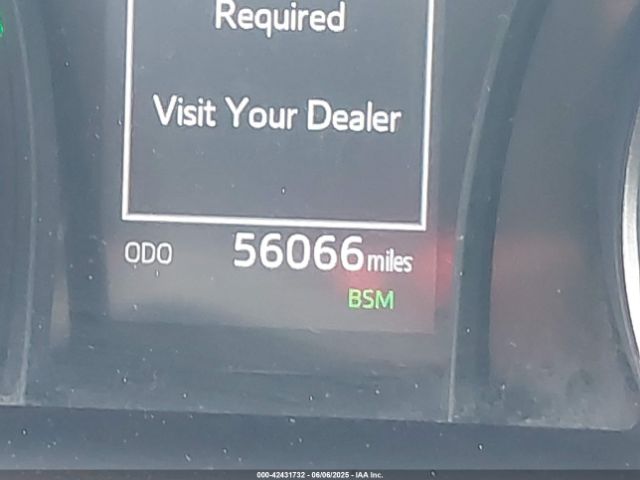 Required
Visit Your Dealer
ODO 56066 miles
BSM
000-42431732 - 06/06/2025 - IAA Inc.